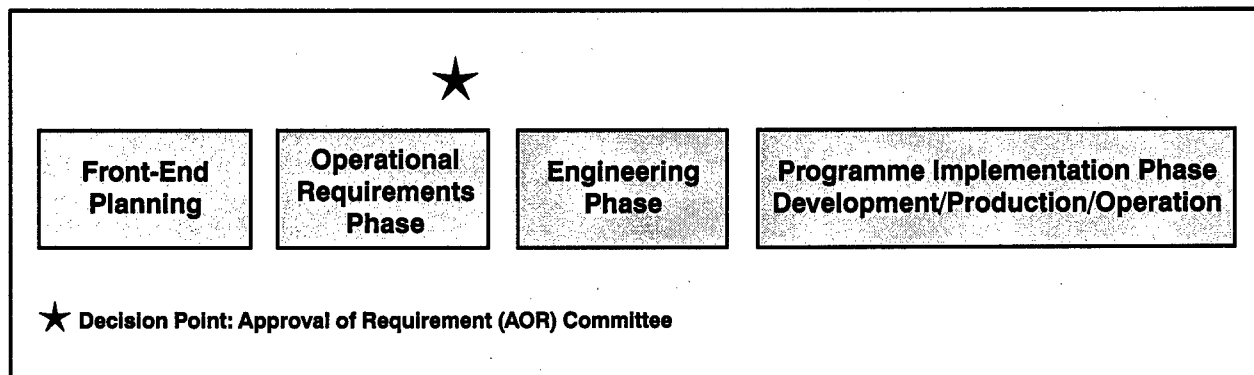 Front-End
Planning
Operational
Requirements
Phase
Engineering
Phase
Programme Implementation Phase
Development/Production/Operation
★ Decision Point: Approval of Requirement (AOR) Committee